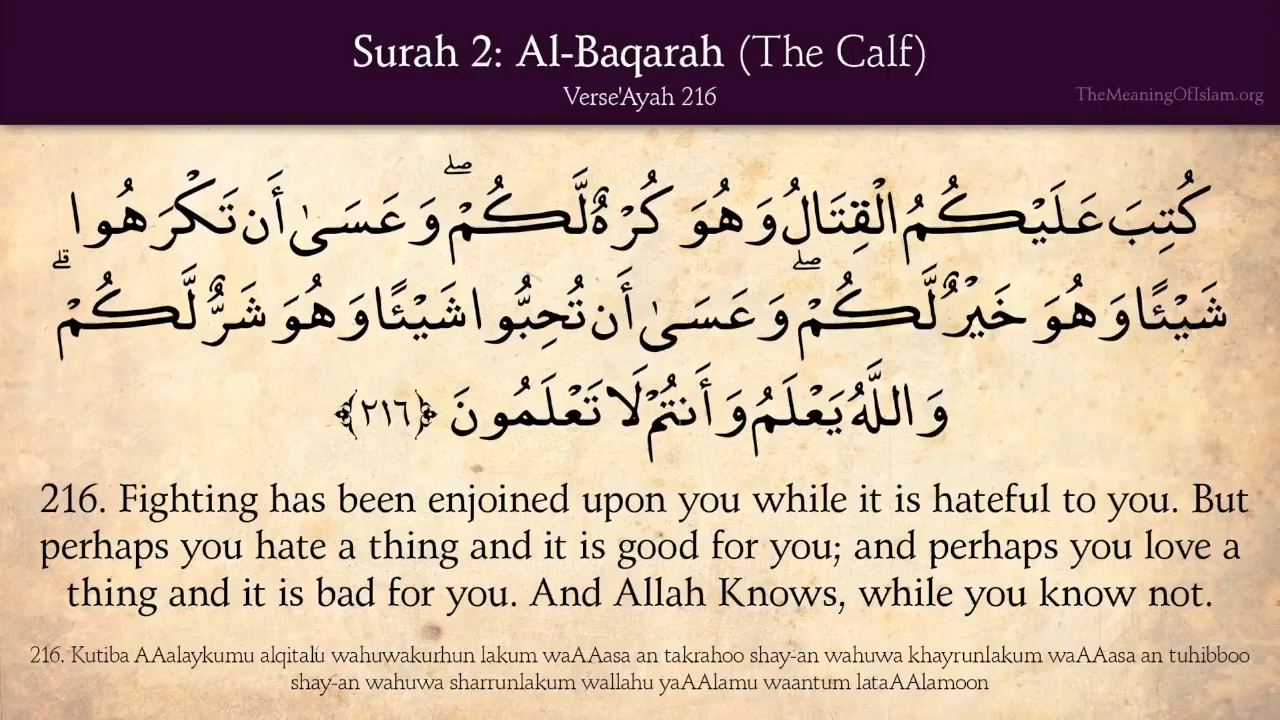 Surah 2: Al-Baqarah (The Calf)
Verse'Ayah 216
TheMeaningOfIslam.org
كُتِبَ عَلَيْكُمُ الْقِتَالُ وَهُوَ كُرْهٌ لَّكُمْ ۖ وَعَسَىٰ أَن تَكْرَهُوا
شَيْئًا وَهُوَ خَيْرٌ لَّكُمْ ۖ وَعَسَىٰ أَن تُحِبُّوا شَيْئًا وَهُوَ شَرٌّ لَّكُمْ ۗ
وَاللَّهُ يَعْلَمُ وَأَنتُمْ لَا تَعْلَمُونَ ﴿٢١٦﴾
216. Fighting has been enjoined upon you while it is hateful to you. But
perhaps you hate a thing and it is good for you; and perhaps you love a
thing and it is bad for you. And Allah Knows, while you know not.
216. Kutiba AAalaykumu alqitalu wahuwakurhun lakum waAAasa an takrahoo shay-an wahuwa khayrunlakum waAAasa an tuhibboo
shay-an wahuwa sharrunlakum wallahu yaAAlamu waantum lataAAlamoon